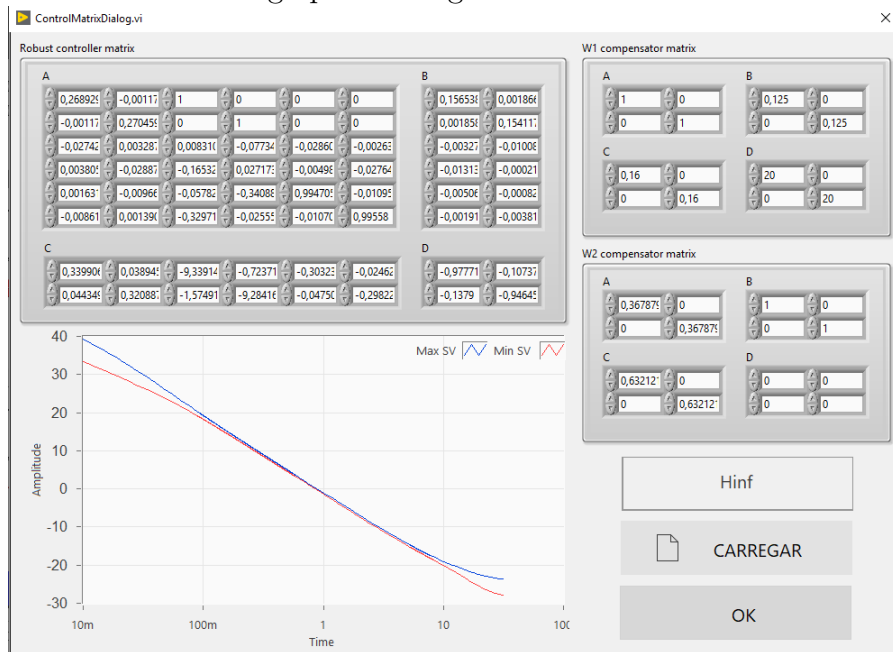 ControlMatrixDialog.vi
Robust controller matrix
A
0,268929 -0,00117 1 0 0 0
-0,00117 0,270459 0 1 0 0
-0,02742 0,003287 0,008310 -0,07734 -0,02860 -0,00263
0,003805 -0,02887 -0,16532 0,027173 -0,00498 -0,02764
0,001631 -0,00966 -0,05782 -0,34088 0,994705 -0,01095
-0,00861 0,001390 -0,32971 -0,02555 -0,01070 0,99558
B
0,156538 0,001866
0,001858 0,154117
-0,00327 -0,01008
-0,01313 -0,00021
-0,00506 -0,00082
-0,00191 -0,00381
C
0,339906 0,038945 -9,33914 -0,72371 -0,30323 -0,02462
0,044349 0,320887 -1,57491 -9,28416 -0,04750 -0,29822
D
-0,97771 -0,10737
-0,1379 -0,94645
W1 compensator matrix
A
1 0
0 1
B
0,125 0
0 0,125
C
0,16 0
0 0,16
D
20 0
0 20
W2 compensator matrix
A
0,367879 0
0 0,367879
B
1 0
0 1
C
0,632121 0
0 0,632121
D
0 0
0 0
Max SV Min SV
Amplitude
40
30
20
10
0
-10
-20
-30
10m 100m 1 10 100
Time
Hinf
CARREGAR
OK